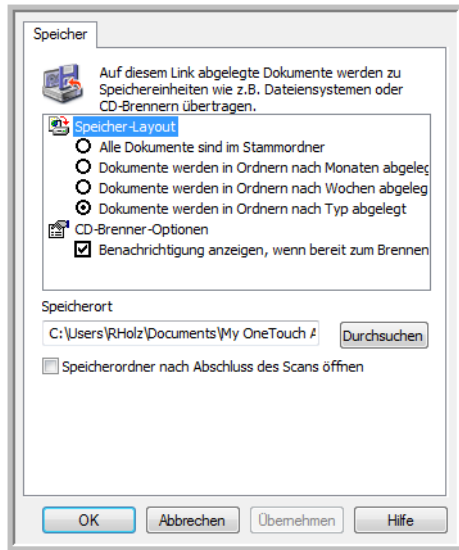 Speicher
Auf diesem Link abgelegte Dokumente werden zu
Speichereinheiten wie z.B. Dateiensystemen oder
CD-Brennern übertragen.
Speicher-Layout
Alle Dokumente sind im Stammordner
Dokumente werden in Ordnern nach Monaten abgeleg
Dokumente werden in Ordnern nach Wochen abgeleg
Dokumente werden in Ordnern nach Typ abgelegt
CD-Brenner-Optionen
Benachrichtigung anzeigen, wenn bereit zum Brennen
Speicherort
C:\Users\RHolz\Documents\My OneTouch A
Durchsuchen
Speicherordner nach Abschluss des Scans öffnen
OK Abbrechen Übernehmen Hilfe